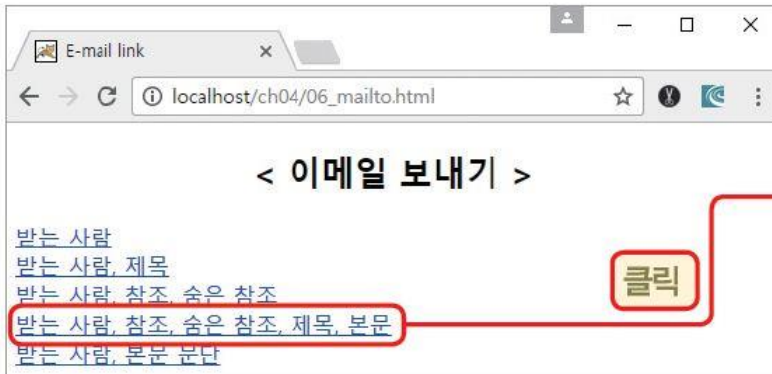 E-mail link
localhost/ch04/06_mailto.html
< 이메일 보내기 >
받는 사람
받는 사람, 제목
받는 사람, 참조, 숨은 참조
클릭
받는 사람, 참조, 숨은 참조, 제목, 본문
받는 사람, 본문 문단